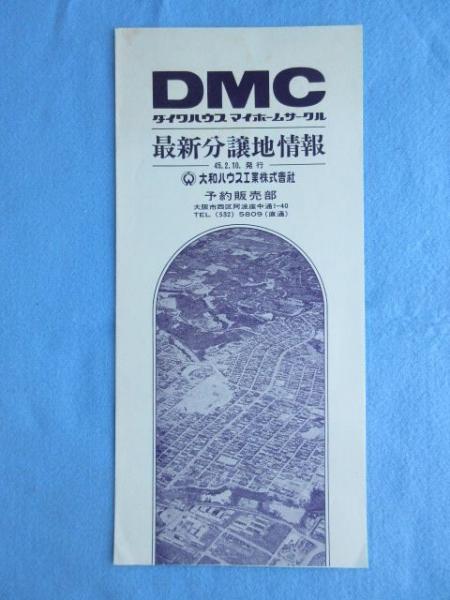 DMC
ダイワハウス マイホームサークル
最新分譲地情報
45.2.10. 発行
大和ハウス工業株式会社
予約販売部
大阪市西区阿波座中通1-40
TEL (532) 5809 (直通)